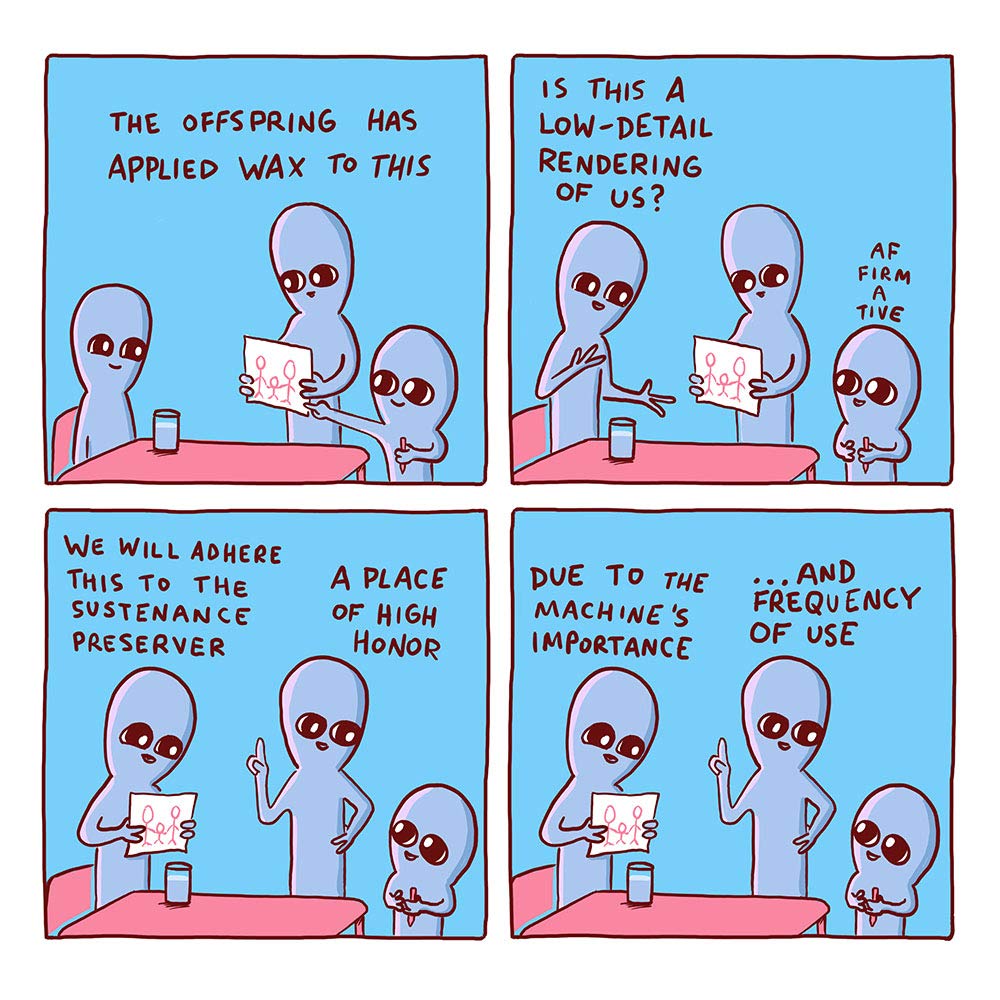 THE OFFSPRING HAS
APPLIED WAX TO THIS
IS THIS A
LOW-DETAIL
RENDERING
OF US?
AF
FIRM
A
TIVE
WE WILL ADHERE
THIS TO THE
SUSTENANCE
PRESERVER
A PLACE
OF HIGH
HONOR
DUE TO THE
MACHINE'S
IMPORTANCE
...AND
FREQUENCY
OF USE